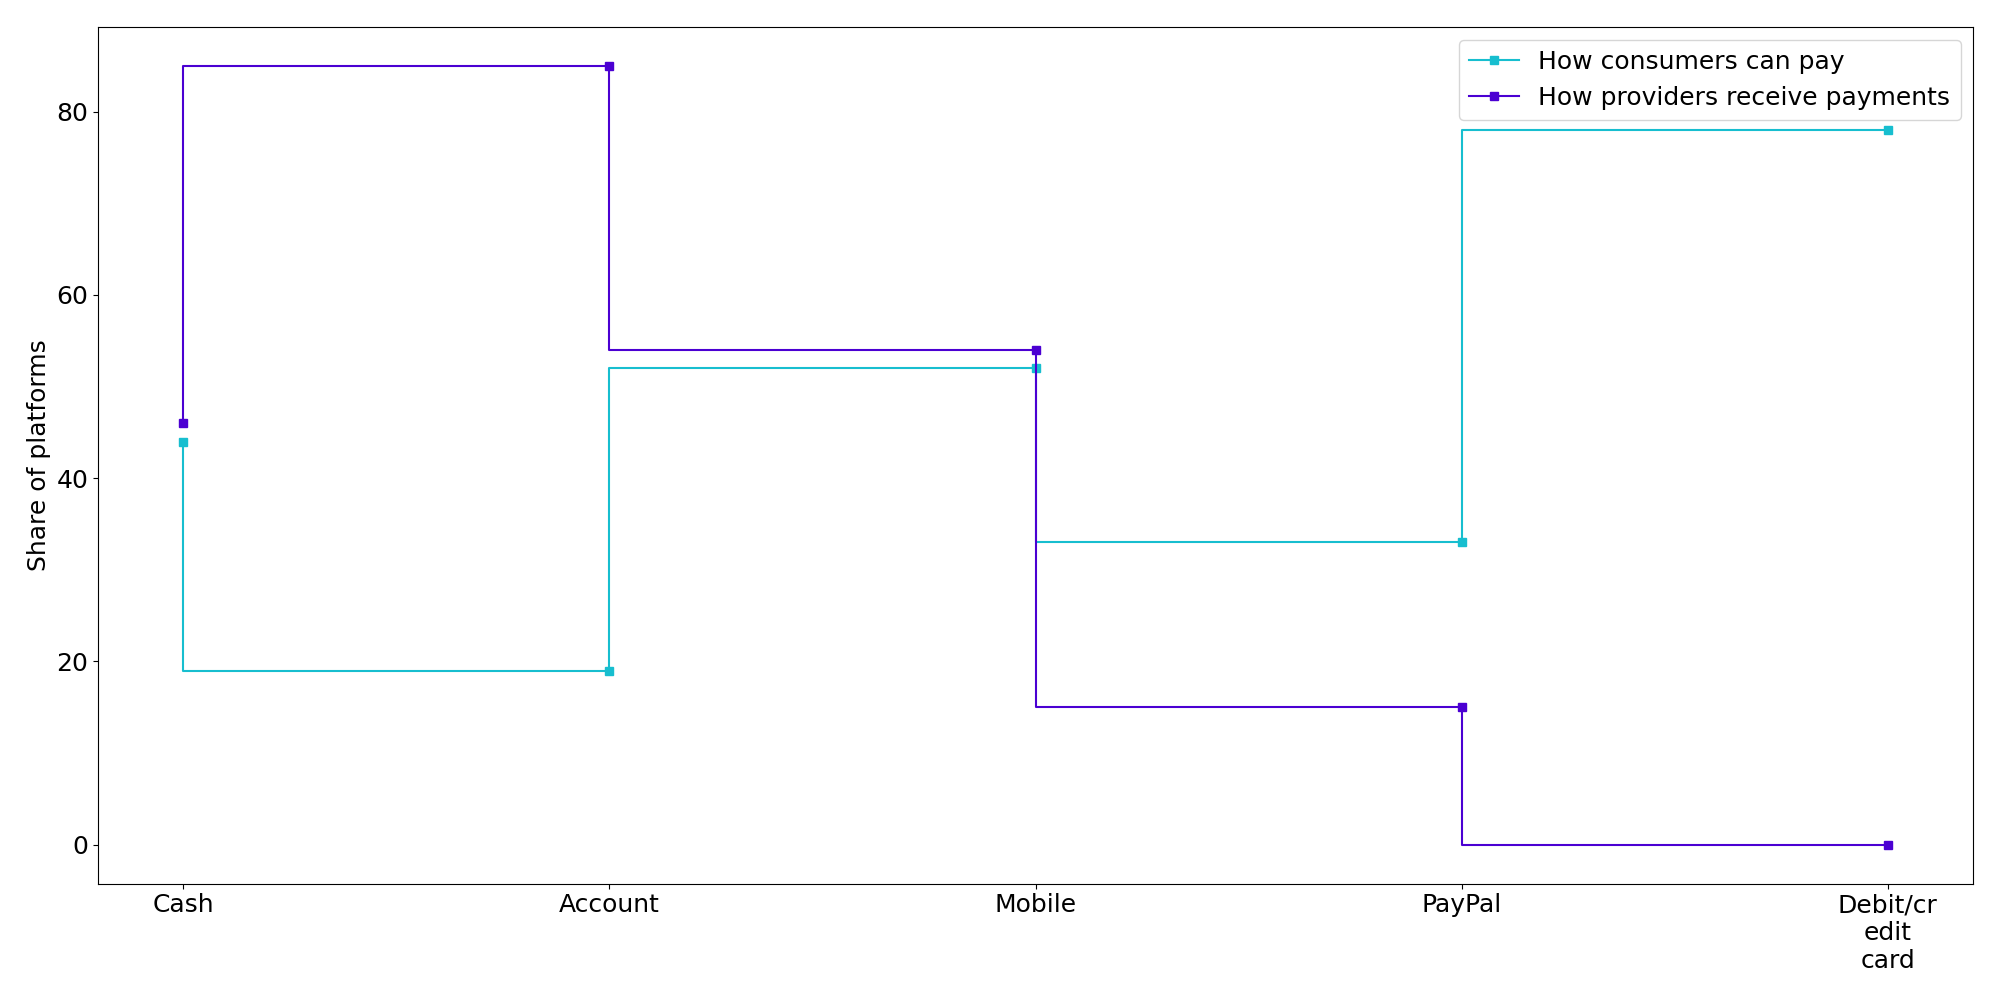 How consumers can pay
How providers receive payments
Share of platforms
80
60
40
20
0
Cash
Account
Mobile
PayPal
Debit/cr
edit
card